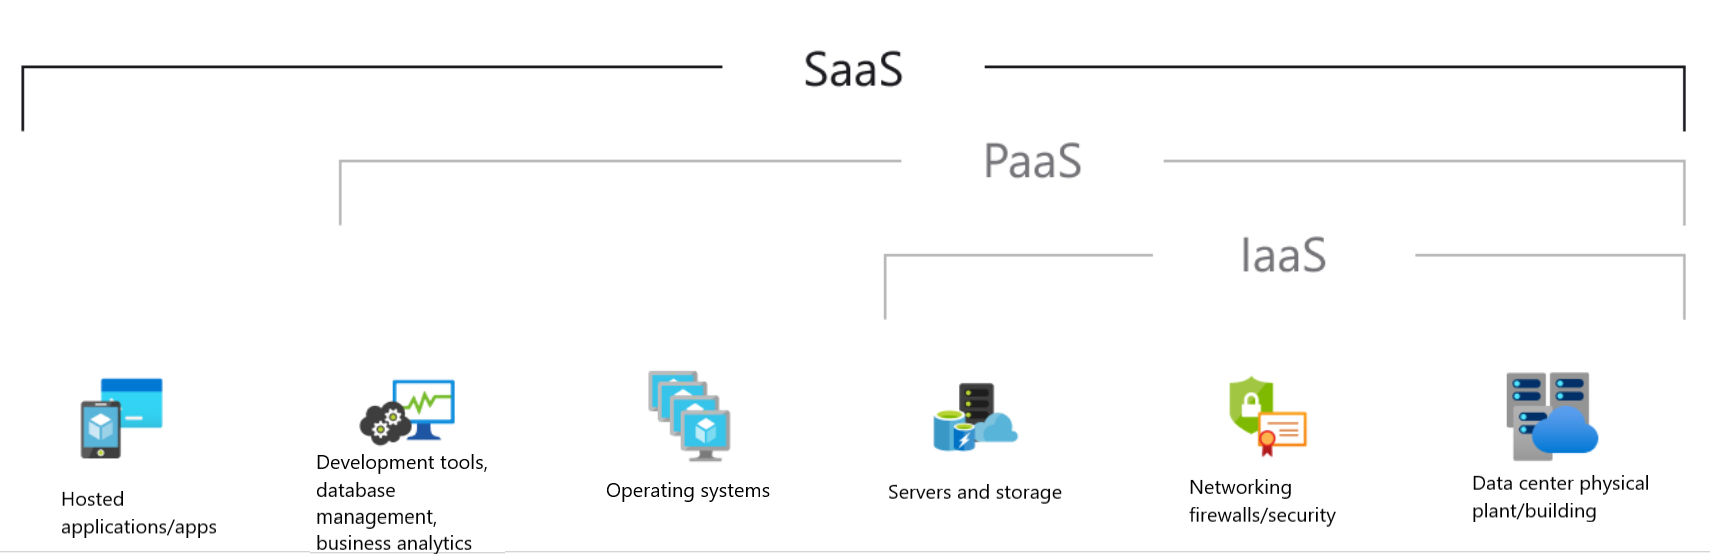 SaaS
PaaS
IaaS
Hosted
applications/apps
Development tools,
database
management,
business analytics
Operating systems
Servers and storage
Networking
firewalls/security
Data center physical
plant/building